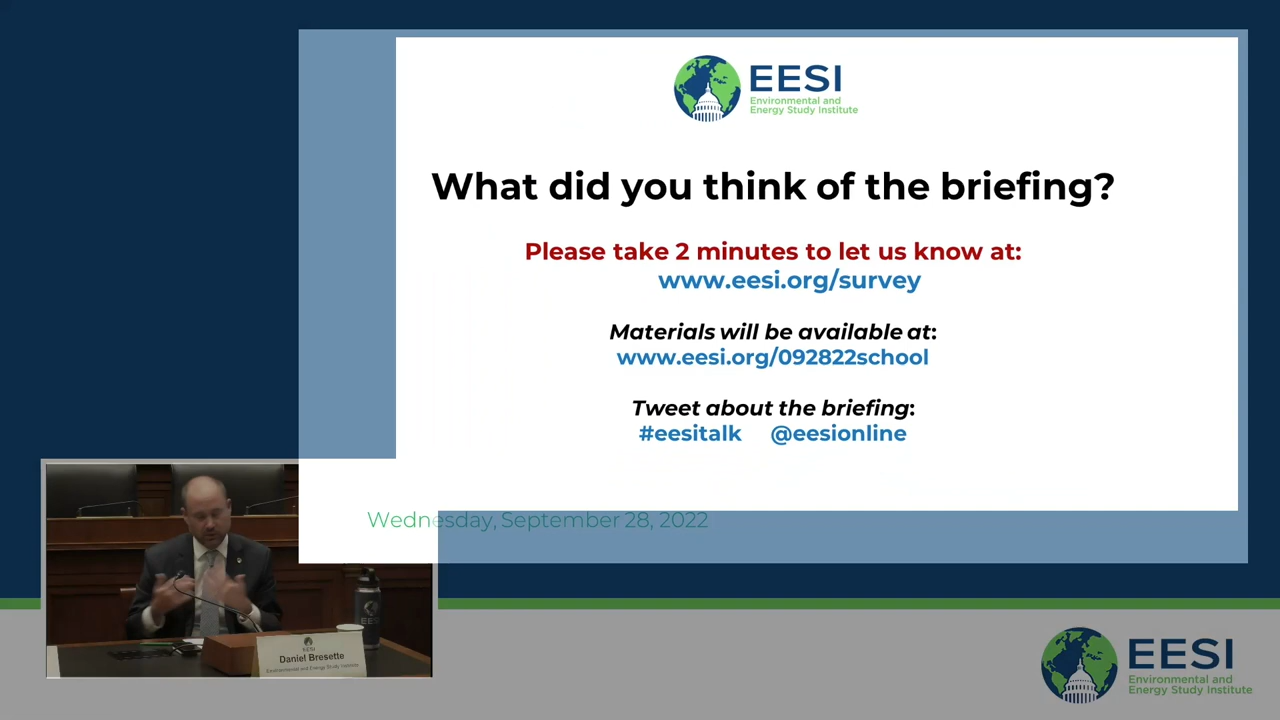 EESI
Environmental and
Energy Study Institute
What did you think of the briefing?
Please take 2 minutes to let us know at:
www.eesi.org/survey
Materials will be available at:
www.eesi.org/092822school
Tweet about the briefing:
#eesitalk @eesionline
Wednesday, September 28, 2022
EESI
EESI
Daniel Bresette
Environmental and Energy Study Institute
EESI
Environmental and
Energy Study Institute